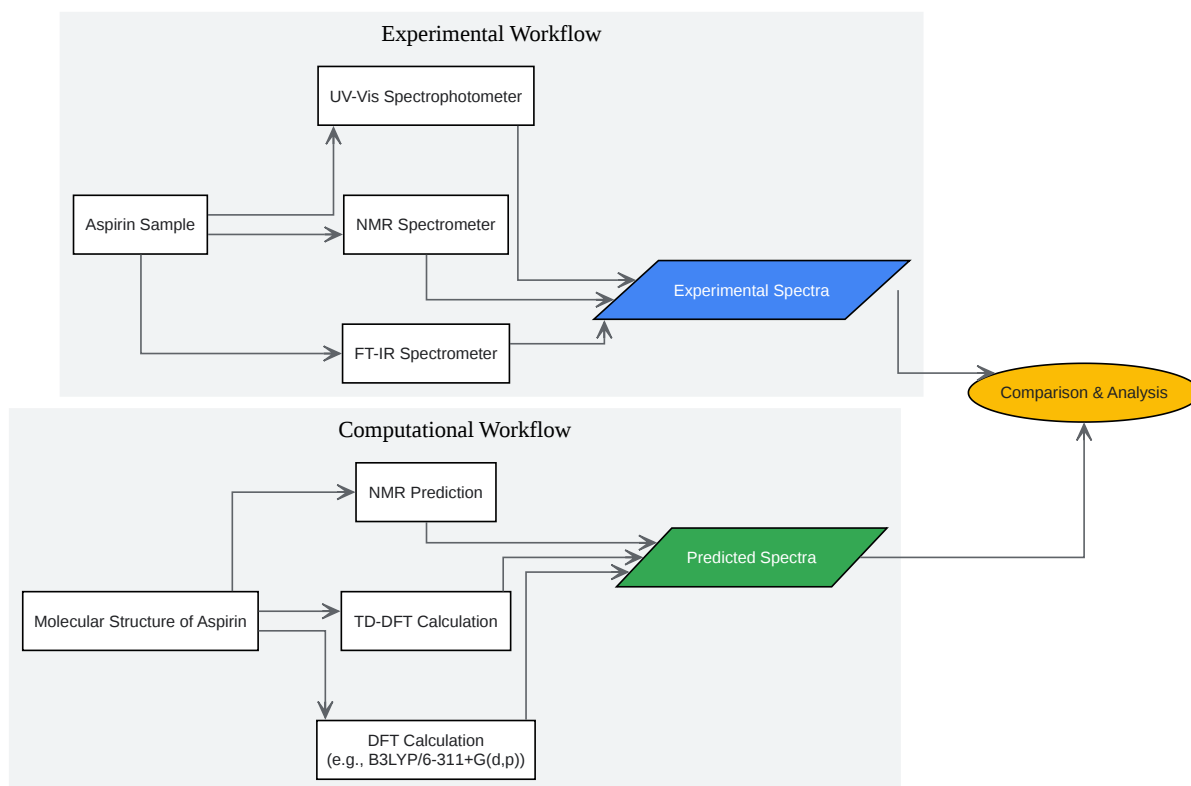 Experimental Workflow
UV-Vis Spectrophotometer
Aspirin Sample
NMR Spectrometer
Experimental Spectra
FT-IR Spectrometer
Comparison & Analysis
Computational Workflow
NMR Prediction
Predicted Spectra
Molecular Structure of Aspirin
TD-DFT Calculation
DFT Calculation
(e.g., B3LYP/6-311+G(d,p))